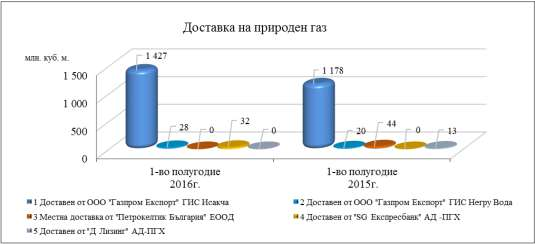 Доставка на природен газ
млн. куб. м.
1 500
1 000
500
0
1 427
28
0
32
0
1 178
20
44
0
13
1-во полугодие
2016г.
1-во полугодие
2015г.
1 Доставен от ООО "Газпром Експорт" ГИС Исакча
2 Доставен от ООО "Газпром Експорт" ГИС Негру Вода
3 Местна доставка от "Петрокелтик България" ЕООД
4 Доставен от "SG Експресбанк" АД -ПГХ
5 Доставен от "Д Лизинг" АД-ПГХ